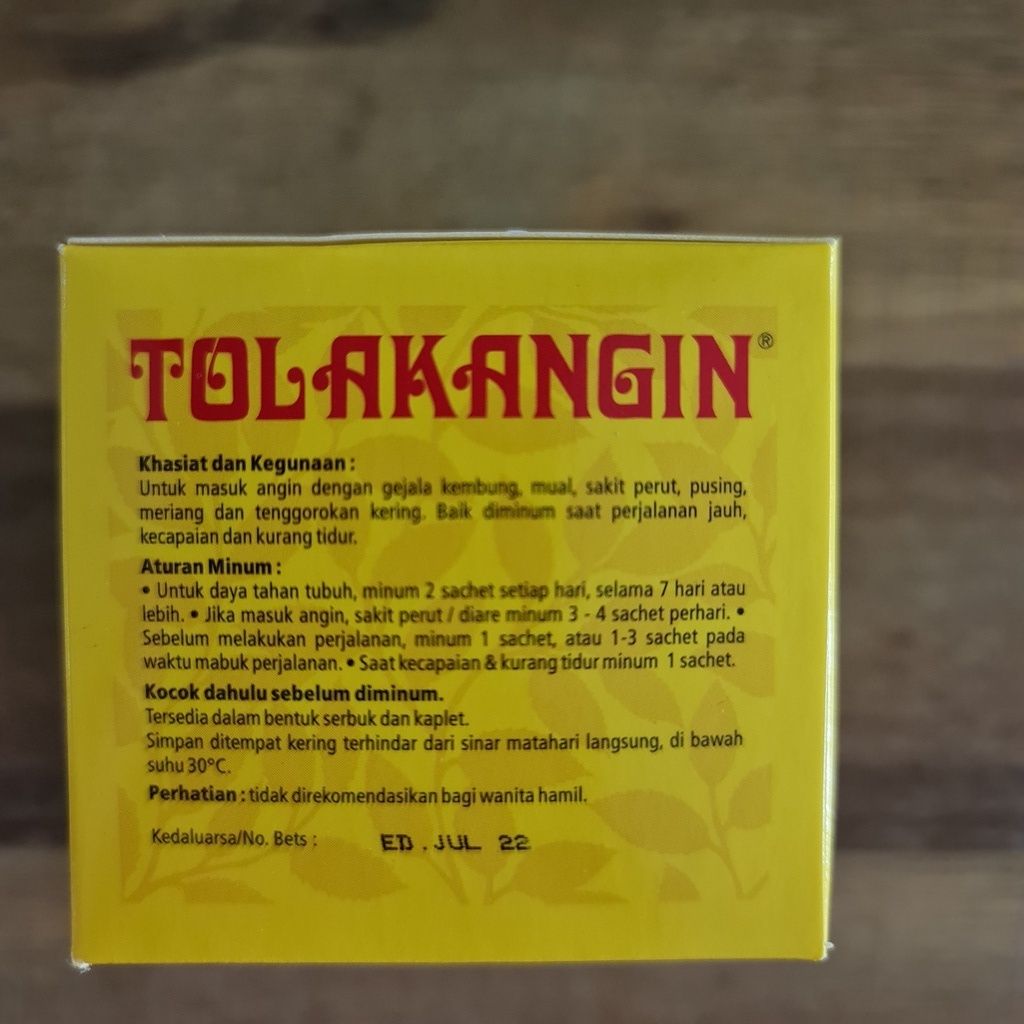 TOLAKANGIN®
Khasiat dan Kegunaan :
Untuk masuk angin dengan gejala kembung, mual, sakit perut, pusing,
meriang dan tenggorokan kering. Baik diminum saat perjalanan jauh,
kecapaian dan kurang tidur.
Aturan Minum :
• Untuk daya tahan tubuh, minum 2 sachet setiap hari, selama 7 hari atau
lebih. • Jika masuk angin, sakit perut / diare minum 3 - 4 sachet perhari. •
Sebelum melakukan perjalanan, minum 1 sachet, atau 1-3 sachet pada
waktu mabuk perjalanan. • Saat kecapaian & kurang tidur minum 1 sachet.
Kocok dahulu sebelum diminum.
Tersedia dalam bentuk serbuk dan kaplet.
Simpan ditempat kering terhindar dari sinar matahari langsung, di bawah
suhu 30°C.
Perhatian : tidak direkomendasikan bagi wanita hamil.
Kedaluarsa/No. Bets : ED . JUL 22